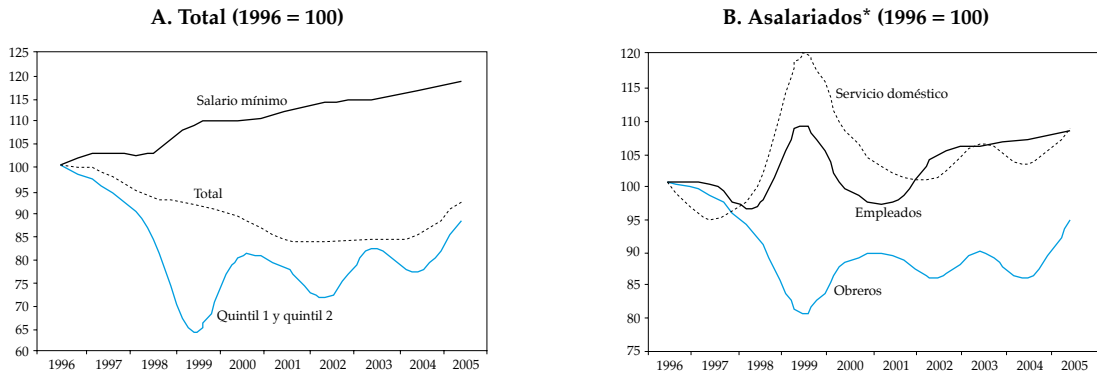 A. Total (1996 = 100)
125
120
115
110
105
100
95
90
85
80
75
70
65
60
Salario mínimo
Total
Quintil 1 y quintil 2
1996 1997 1998 1999 2000 2001 2002 2003 2004 2005
B. Asalariados* (1996 = 100)
120
115
110
105
100
95
90
85
80
75
Servicio doméstico
Empleados
Obreros
1996 1997 1998 1999 2000 2001 2002 2003 2004 2005